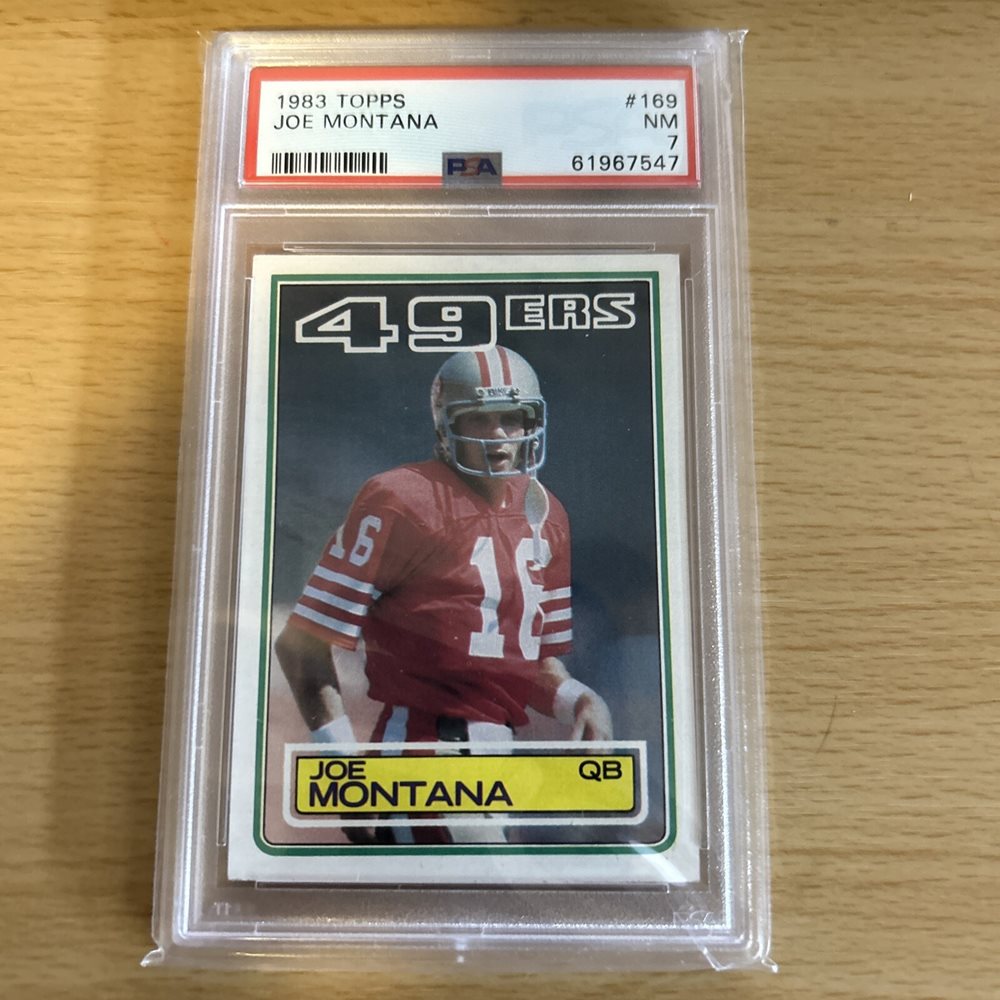 1983 TOPPS #169
JOE MONTANA NM
7
PSA 61967547
49ERS
16
16
JOE
MONTANA QB